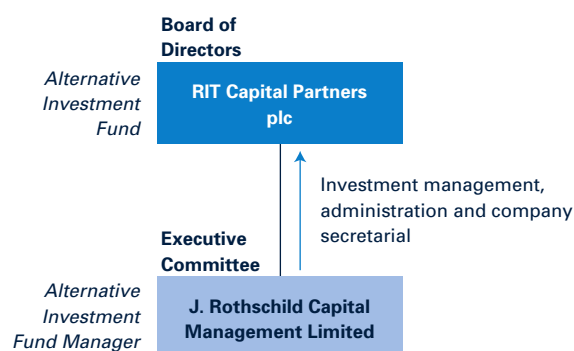 Board of
Directors
Alternative
Investment
Fund
RIT Capital Partners
plc
Investment management,
administration and company
secretarial
Executive
Committee
Alternative
Investment
Fund Manager
J. Rothschild Capital
Management Limited